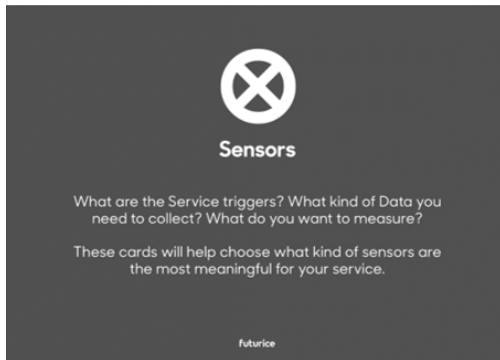 Sensors
What are the Service triggers? What kind of Data you
need to collect? What do you want to measure?
These cards will help choose what kind of sensors are
the most meaningful for your service.
futurice